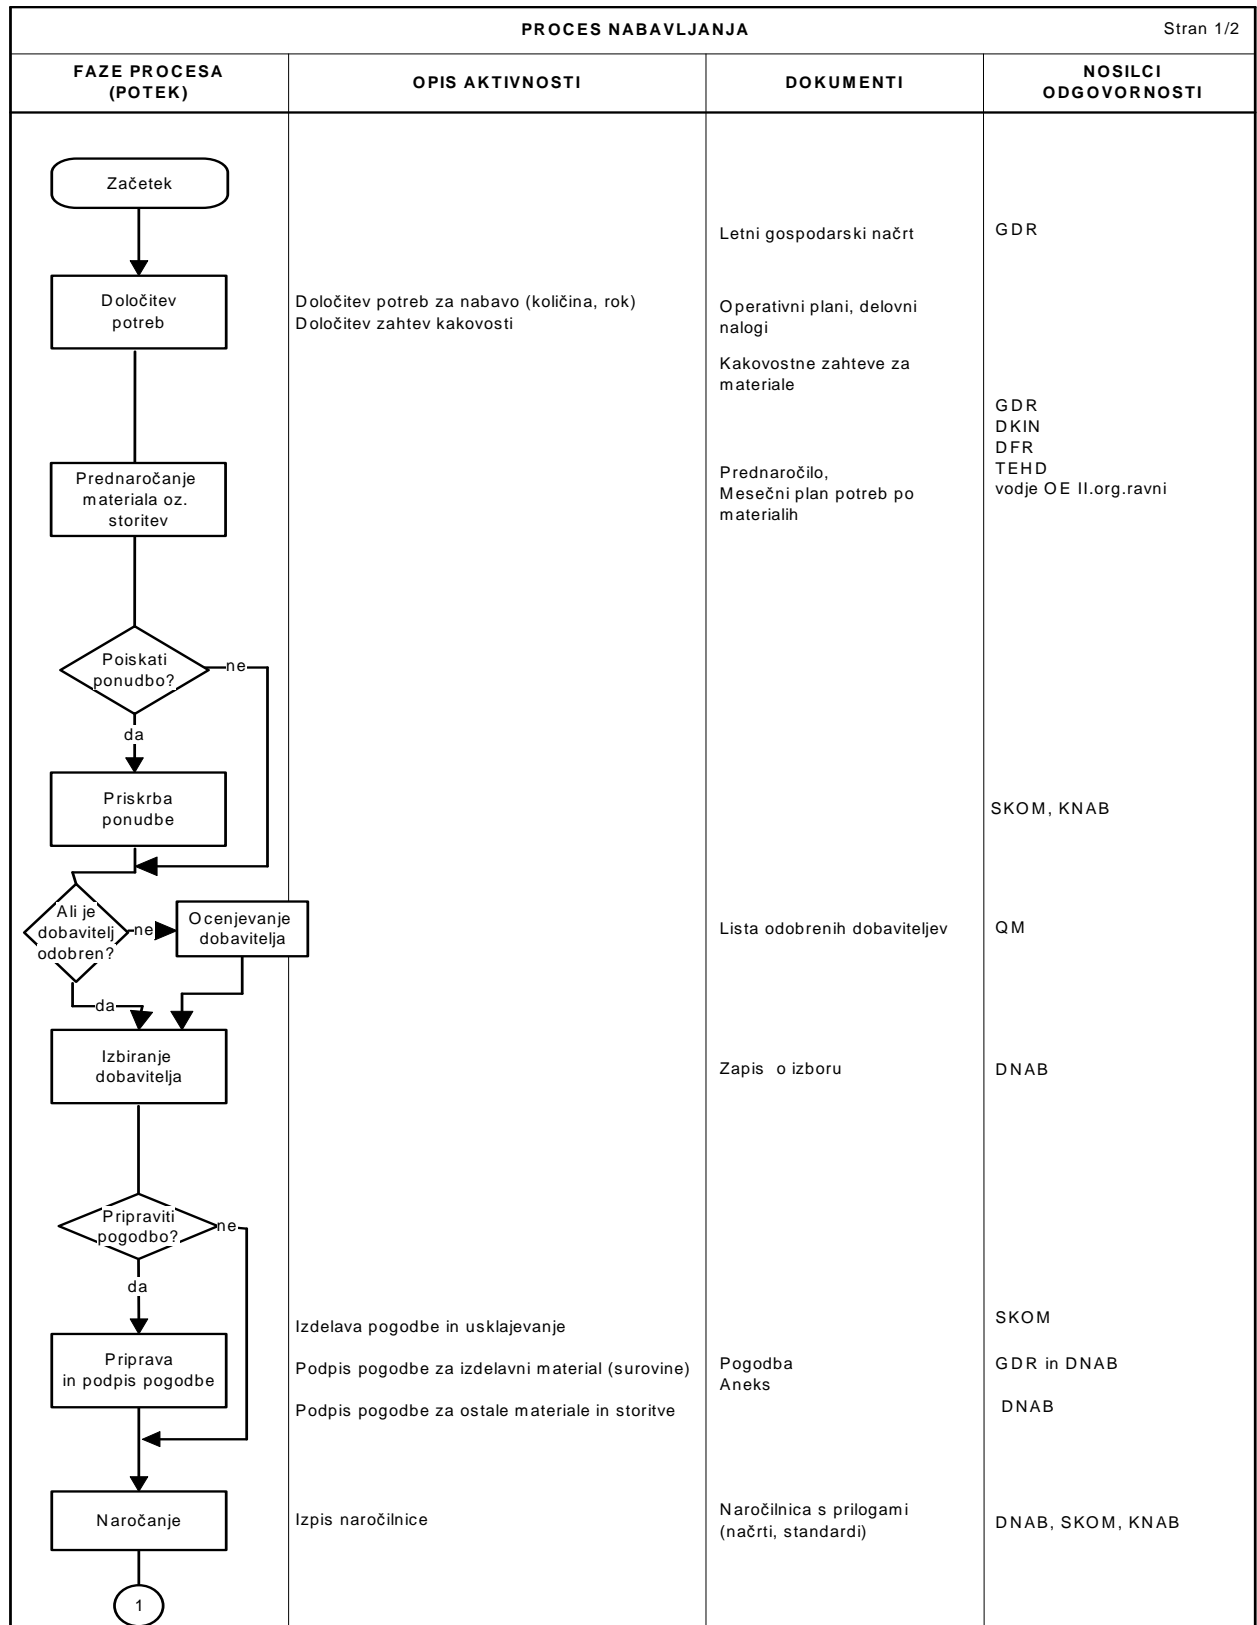 PROCES NABAVLJANJA
Stran 1/2
FAZE PROCESA
(POTEK)
OPIS AKTIVNOSTI
DOKUMENTI
NOSILCI
ODGOVORNOSTI
Začetek
Letni gospodarski načrt
GDR
Določitev
potreb
Določitev potreb za nabavo (količina, rok)
Določitev zahtev kakovosti
Operativni plani, delovni
nalogi
Kakovostne zahteve za
materiale
GDR
DKIN
DFR
TEHD
vodje OE II.org.ravni
Prednaročanje
materiala oz.
storitev
Prednaročilo,
Mesečni plan potreb po
materialih
Poiskati
ponudbo?
ne
da
Priskrba
ponudbe
SKOM, KNAB
Ali je
dobavitelj
odobren?
ne
Ocenjevanje
dobavitelja
Lista odobrenih dobaviteljev
QM
da
Izbiranje
dobavitelja
Zapis o izboru
DNAB
Pripraviti
pogodbo?
ne
da
Izdelava pogodbe in usklajevanje
SKOM
Priprava
in podpis pogodbe
Podpis pogodbe za izdelavni material (surovine)
Pogodba
Aneks
GDR in DNAB
Podpis pogodbe za ostale materiale in storitve
DNAB
Naročanje
Izpis naročilnice
Naročilnica s prilogami
(načrti, standardi)
DNAB, SKOM, KNAB
1